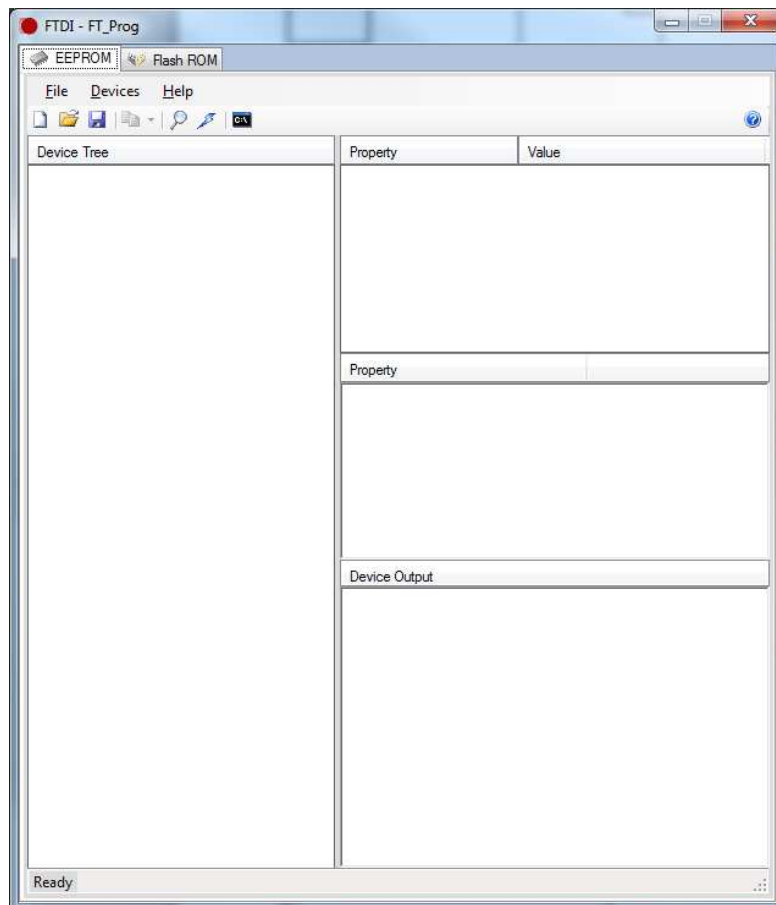 FTDI - FT_Prog
EEPROM Flash ROM
File Devices Help
C:\
Device Tree Property Value
Property
Device Output
Ready